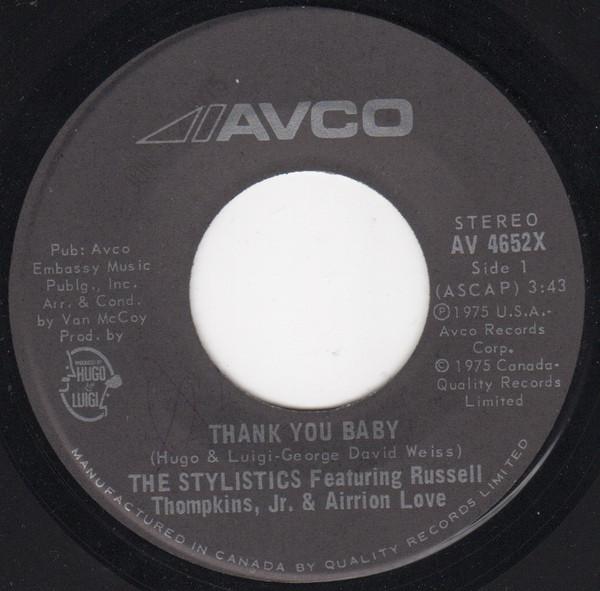 AVCO
Pub: Avco
Embassy Music
Publg., Inc.
Arr. & Cond.
by Van McCoy
Prod. by
PRODUCED BY
HUGO
&
LUIGI
STEREO
AV 4652X
Side 1
(ASCAP) 3:43
Ⓟ 1975 U.S.A.-
Avco Records
Corp.
© 1975 Canada-
Quality Records
Limited
THANK YOU BABY
(Hugo & Luigi-George David Weiss)
THE STYLISTICS Featuring Russell
Thompkins, Jr. & Airrion Love
MANUFACTURED IN CANADA BY QUALITY RECORDS LIMITED